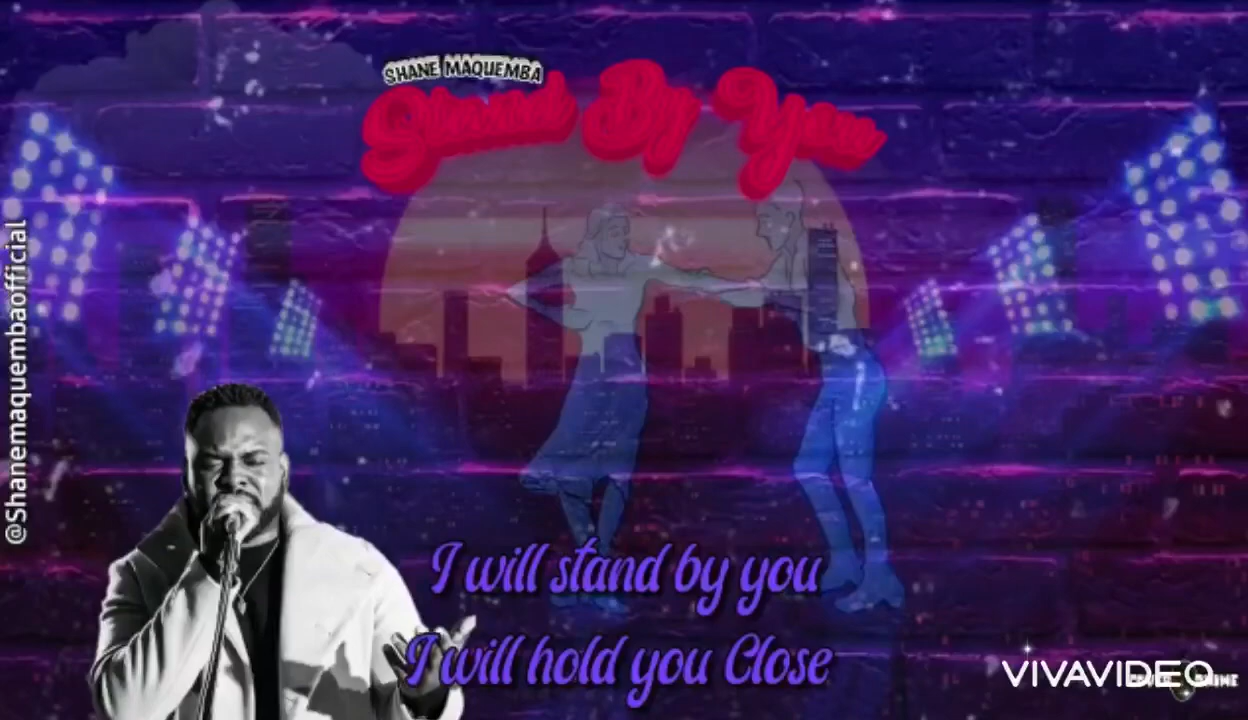 SHANE MAQUEMBA
Stand By You
@Shanemaquembaofficial
I will stand by you
I will hold you Close
VIVAVIDEO